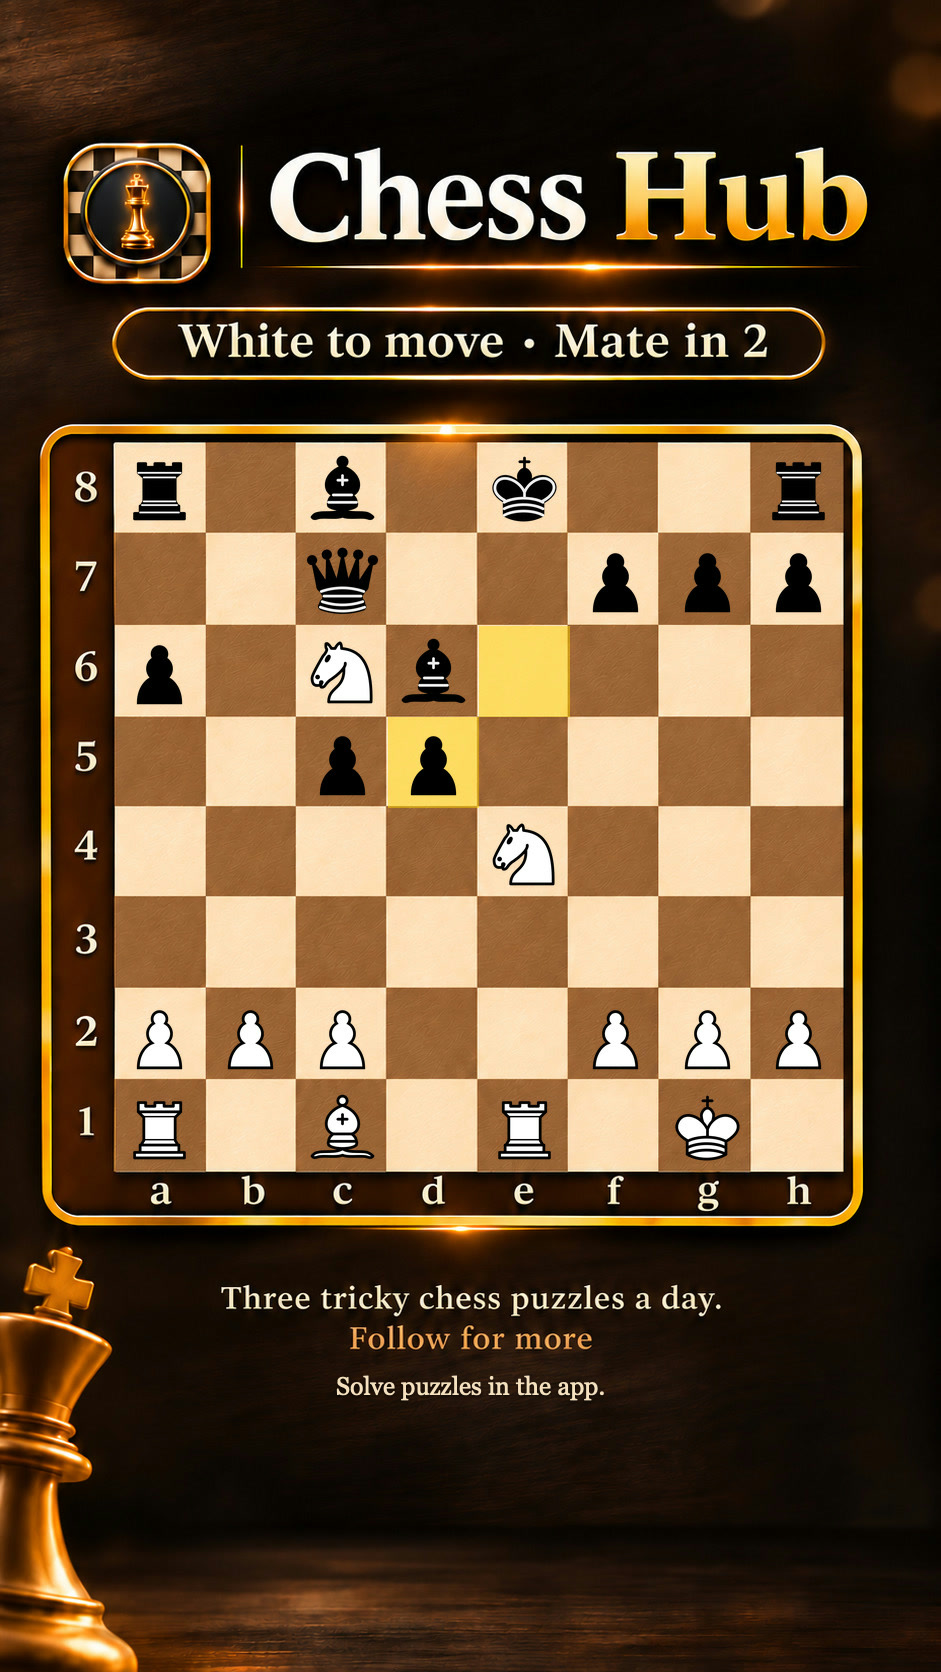 Chess Hub
White to move • Mate in 2
8
7
6
5
4
3
2
1
a b c d e f g h
Three tricky chess puzzles a day.
Follow for more
Solve puzzles in the app.